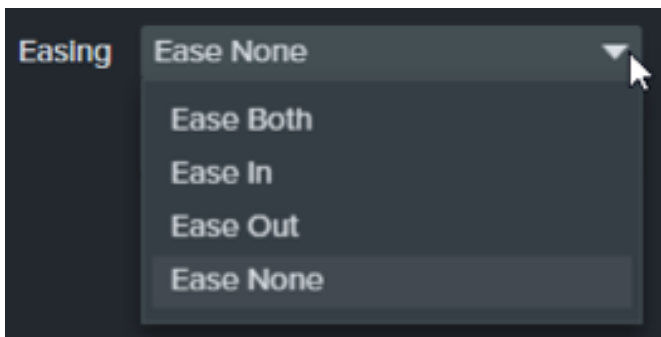 Easing Ease None
Ease Both
Ease In
Ease Out
Ease None